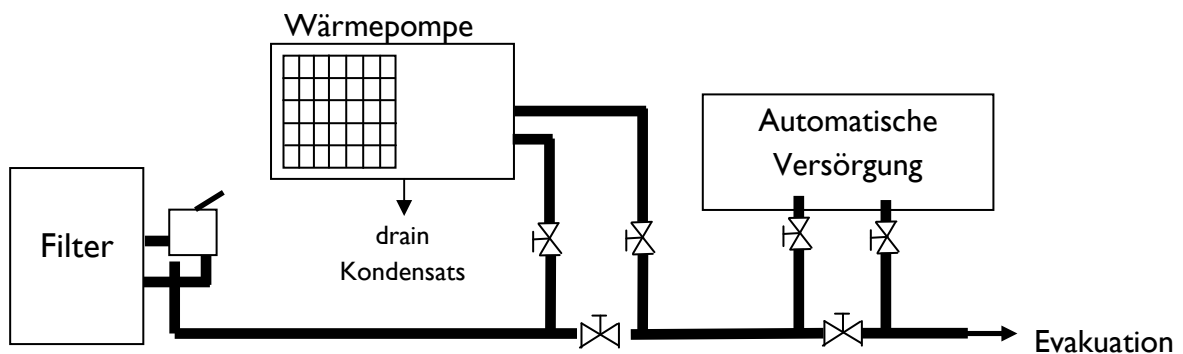 Wärmepompe
Automatische
Versörgung
Filter
drain
Kondensats
Evakuation